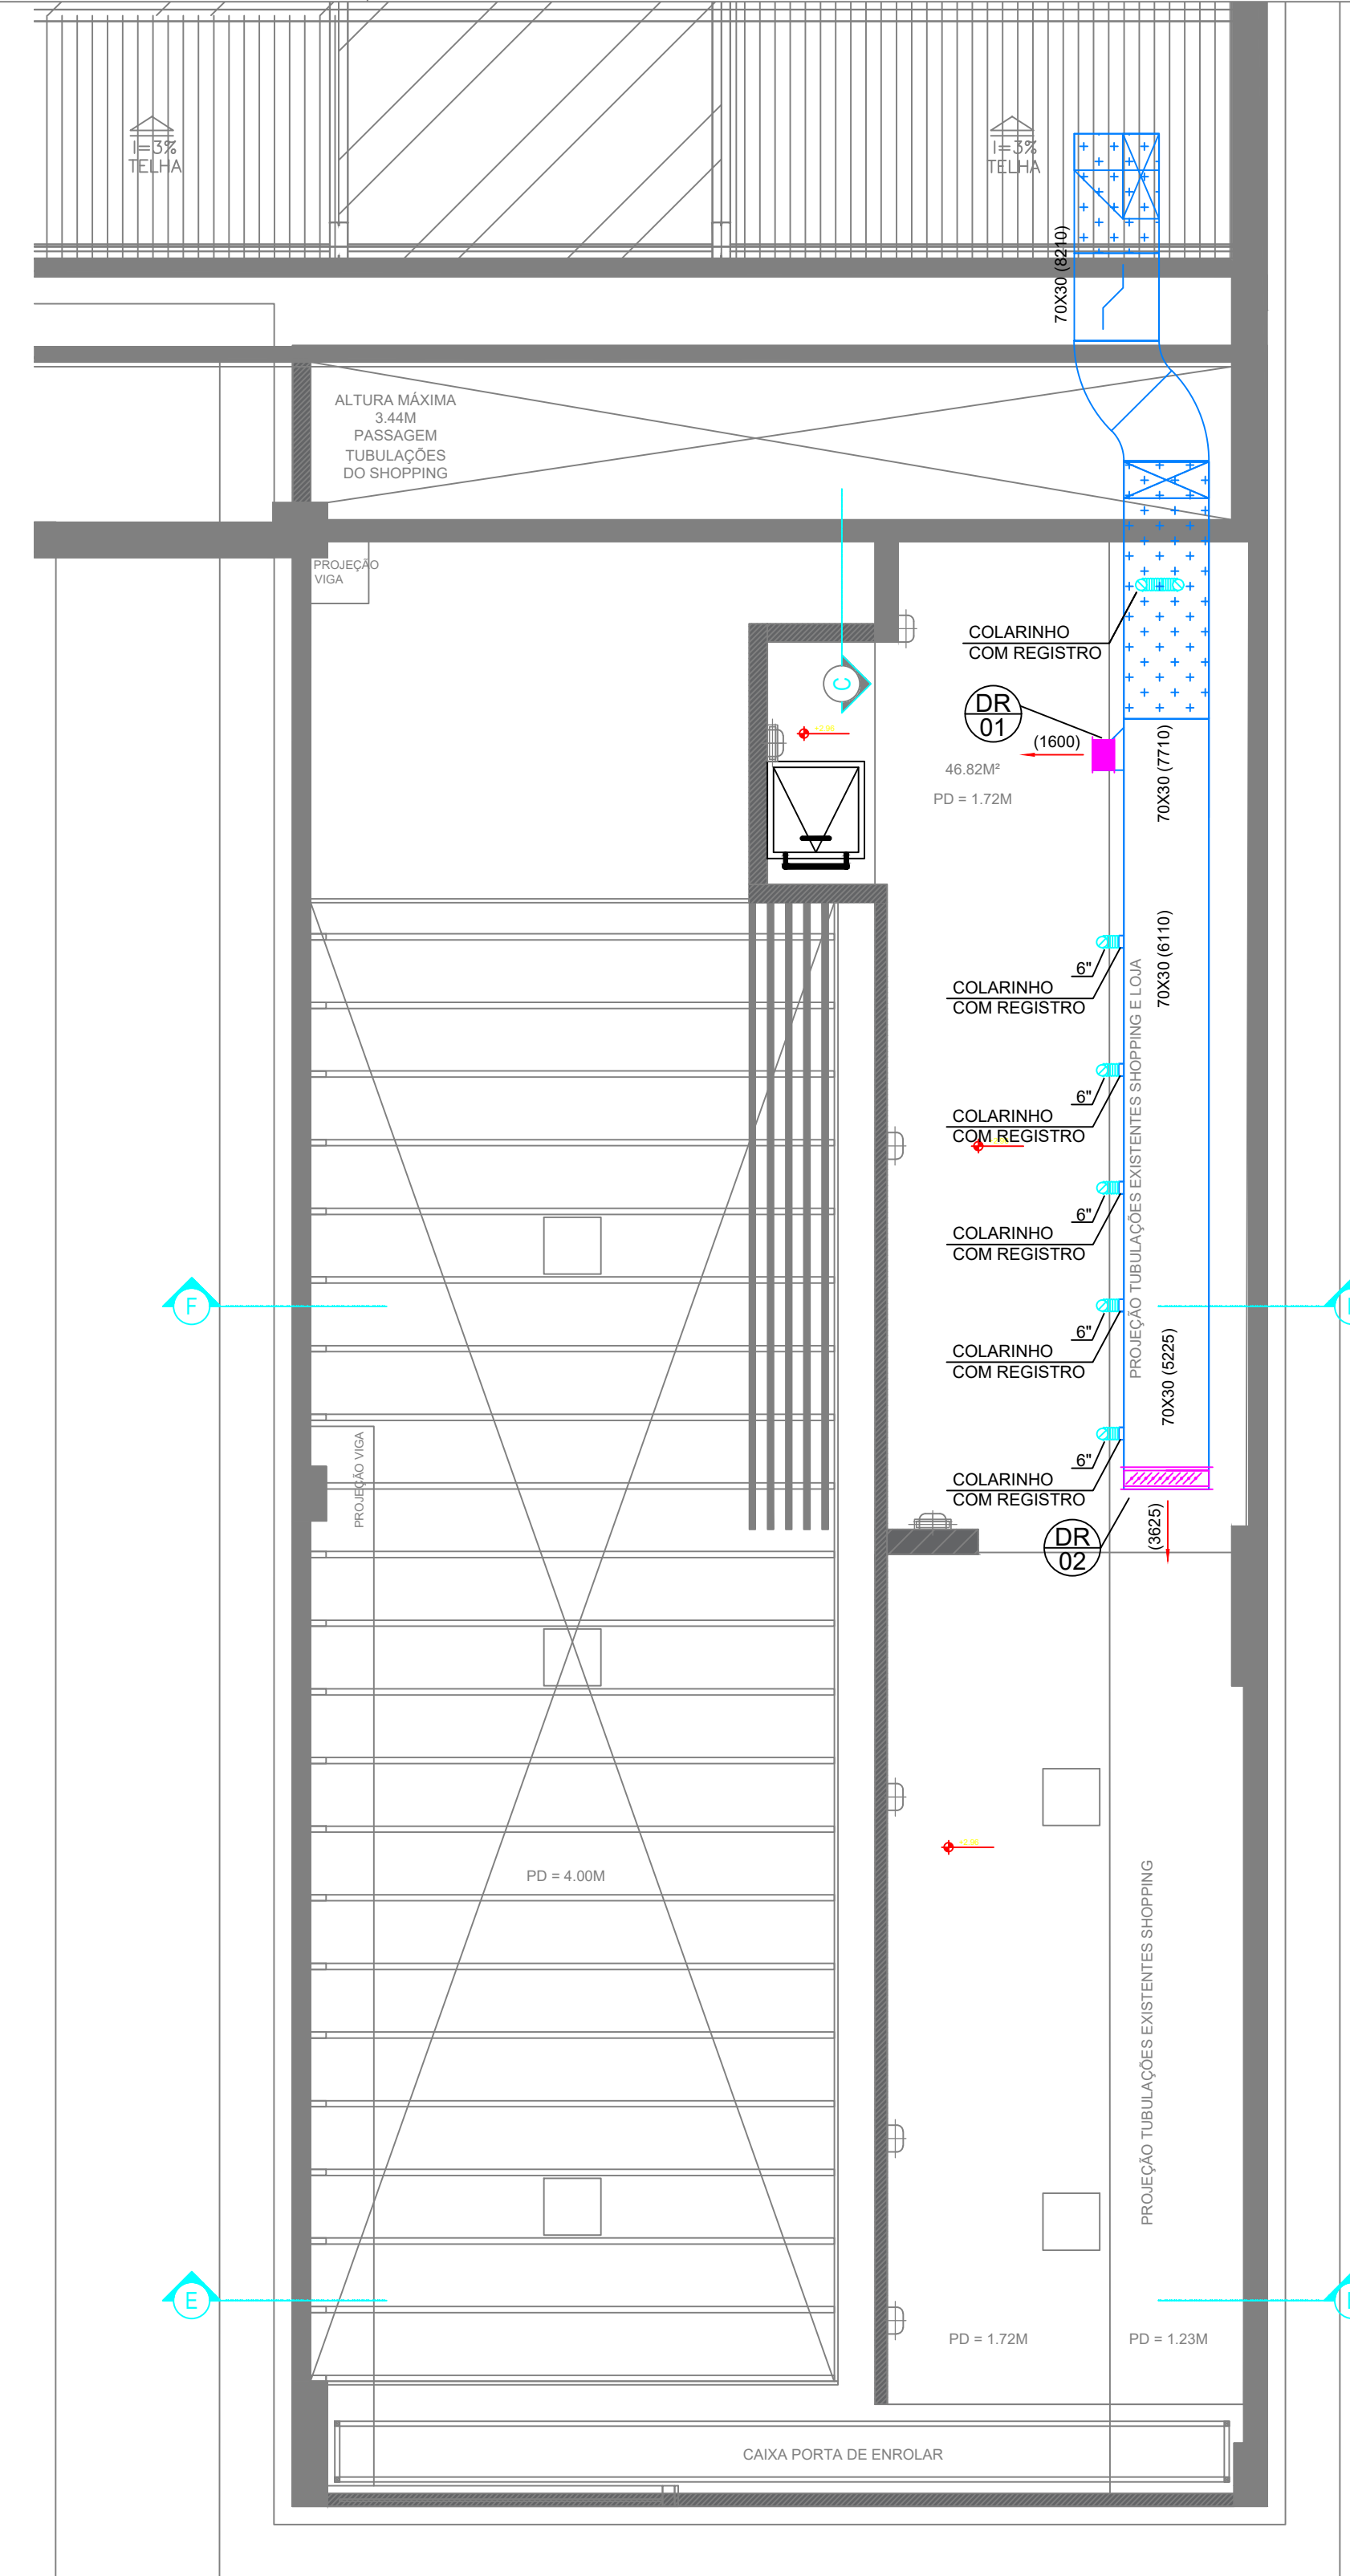 I=3%
TELHA
I=3%
TELHA
70X30 (8210)
ALTURA MÁXIMA
3.44M
PASSAGEM
TUBULAÇÕES
DO SHOPPING
PROJEÇÃO
VIGA
COLARINHO
COM REGISTRO
C
DR
01
(1600)
46.82M²
PD = 1.72M
70X30 (7710)
70X30 (6110)
6"
COLARINHO
COM REGISTRO
6"
COLARINHO
COM REGISTRO
PROJEÇÃO TUBULAÇÕES EXISTENTES SHOPPING E LOJA
6"
COLARINHO
COM REGISTRO
F
6"
COLARINHO
COM REGISTRO
70X30 (5225)
PROJEÇÃO VIGA
6"
COLARINHO
COM REGISTRO
DR
02
(3625)
PD = 4.00M
PROJEÇÃO TUBULAÇÕES EXISTENTES SHOPPING
E
PD = 1.72M
PD = 1.23M
CAIXA PORTA DE ENROLAR